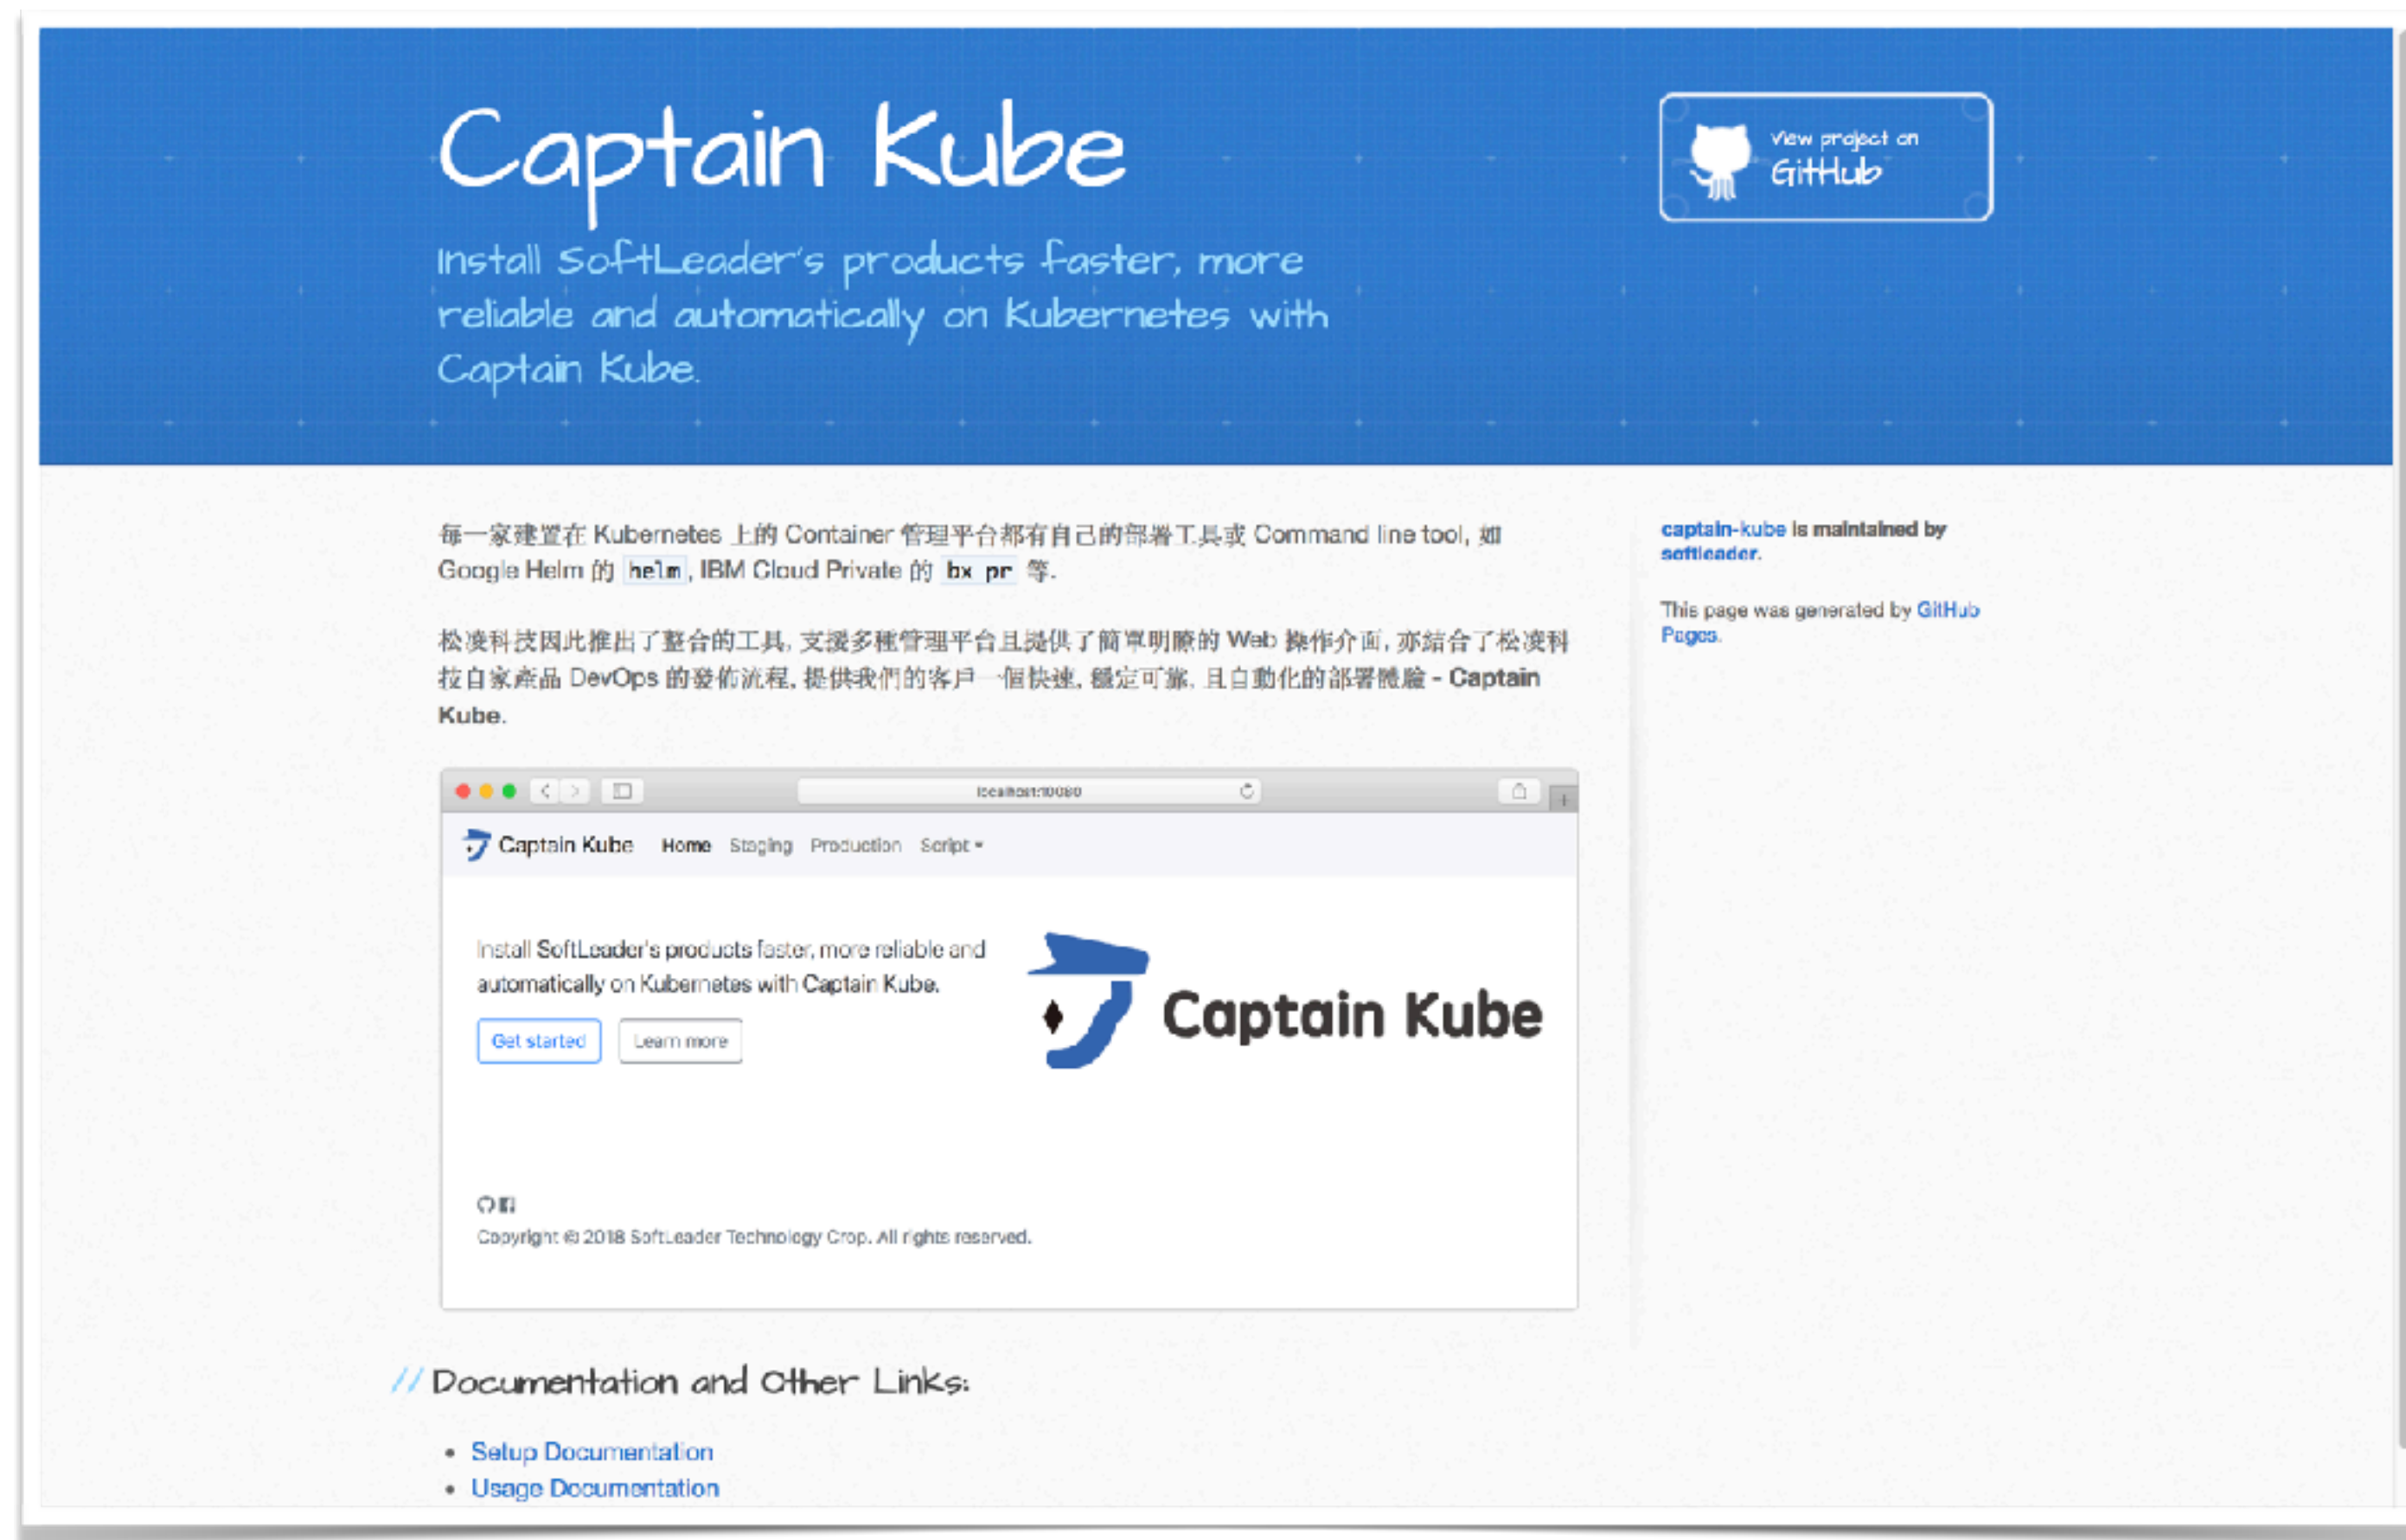 Captain Kube
View project on
GitHub
Install SoftLeader's products faster, more
reliable and automatically on Kubernetes with
Captain Kube.
每一家建置在 Kubernetes 上的 Container 管理平台都有自己的部署工具或 Command line tool, 如
Google Helm 的 helm, IBM Cloud Private 的 bx pr 等.
松凌科技因此推出了整合的工具, 支援多種管理平台且提供了簡單明瞭的 Web 操作介面, 亦結合了松凌科
技自家產品 DevOps 的發佈流程, 提供我們的客戶一個快速, 穩定可靠, 且自動化的部署體驗 - Captain
Kube.
captain-kube is maintained by
softleader.
This page was generated by GitHub
Pages.
localhost:10080
Captain Kube Home Staging Production Script
Install SoftLeader's products faster, more reliable and
automatically on Kubernetes with Captain Kube.
Get started Learn more
Captain Kube
Copyright © 2018 SoftLeader Technology Crop. All rights reserved.
// Documentation and Other Links:
• Setup Documentation
• Usage Documentation